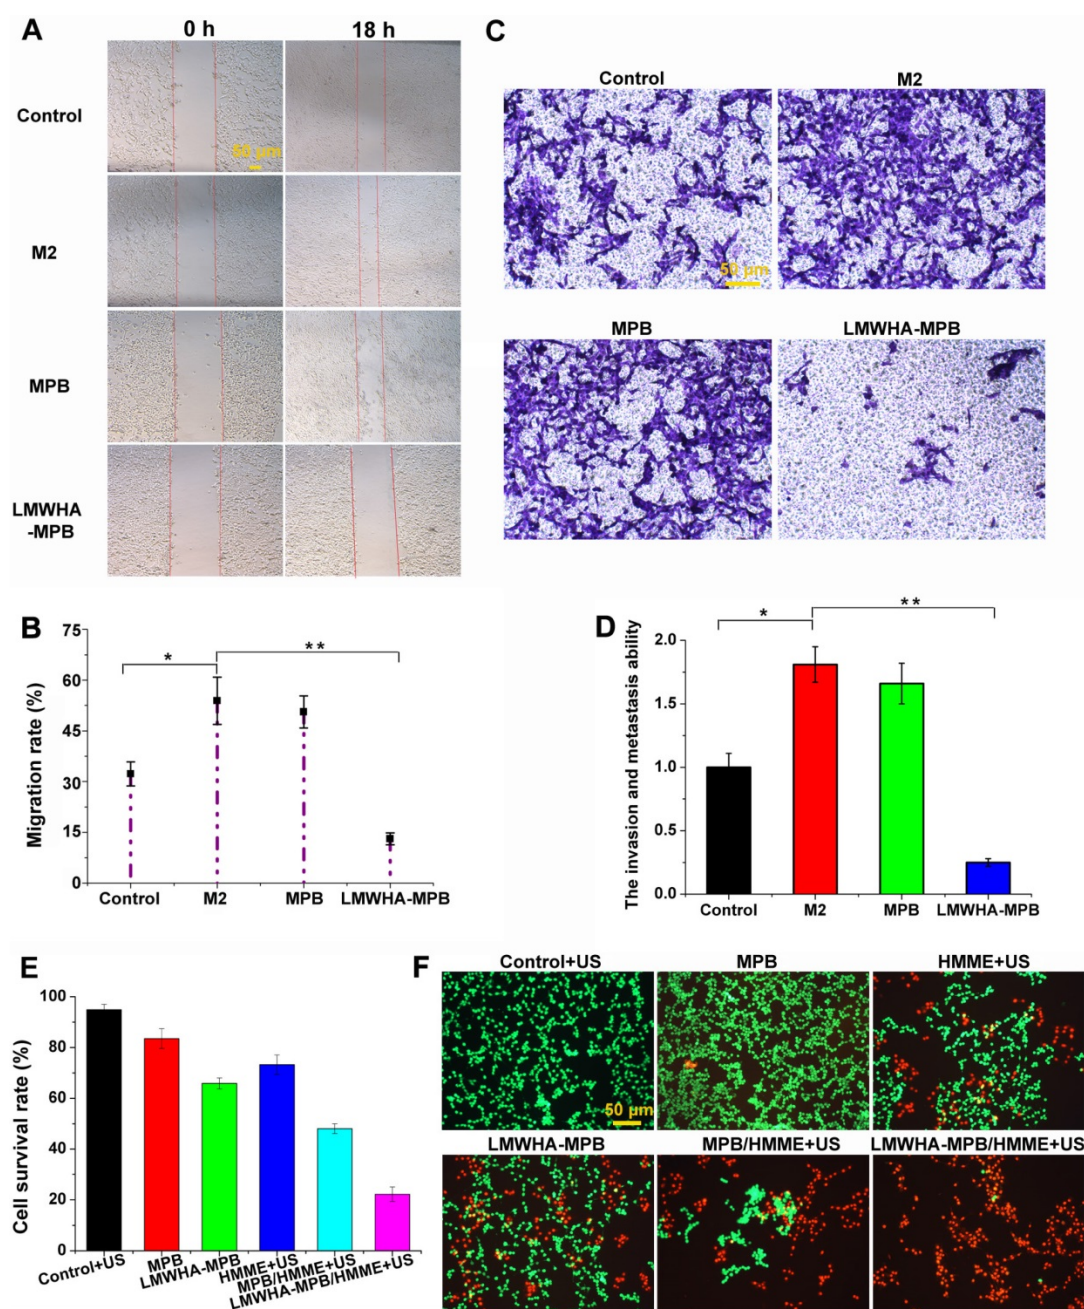 A
0 h
18 h
Control
50 µm
M2
MPB
LMWHA
-MPB
C
Control
M2
50 µm
MPB
LMWHA-MPB
B
75
60
45
30
15
0
Migration rate (%)
*
**
Control
M2
MPB
LMWHA-MPB
D
2.0
1.5
1.0
0.5
0.0
The invasion and metastasis ability
*
**
Control
M2
MPB
LMWHA-MPB
E
100
80
60
40
20
0
Cell survival rate (%)
Control+US
MPB
LMWHA-MPB
HMME+US
MPB/HMME+US
LMWHA-MPB/HMME+US
F
Control+US
MPB
HMME+US
50 µm
LMWHA-MPB
MPB/HMME+US
LMWHA-MPB/HMME+US